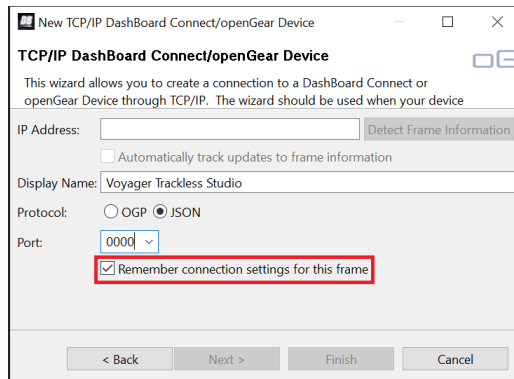 DB New TCP/IP DashBoard Connect/openGear Device
TCP/IP DashBoard Connect/openGear Device
This wizard allows you to create a connection to a DashBoard Connect or
openGear Device through TCP/IP. The wizard should be used when your device
IP Address: Detect Frame Information
Automatically track updates to frame information
Display Name: Voyager Trackless Studio
Protocol: OGP JSON
Port: 0000
Remember connection settings for this frame
< Back Next > Finish Cancel